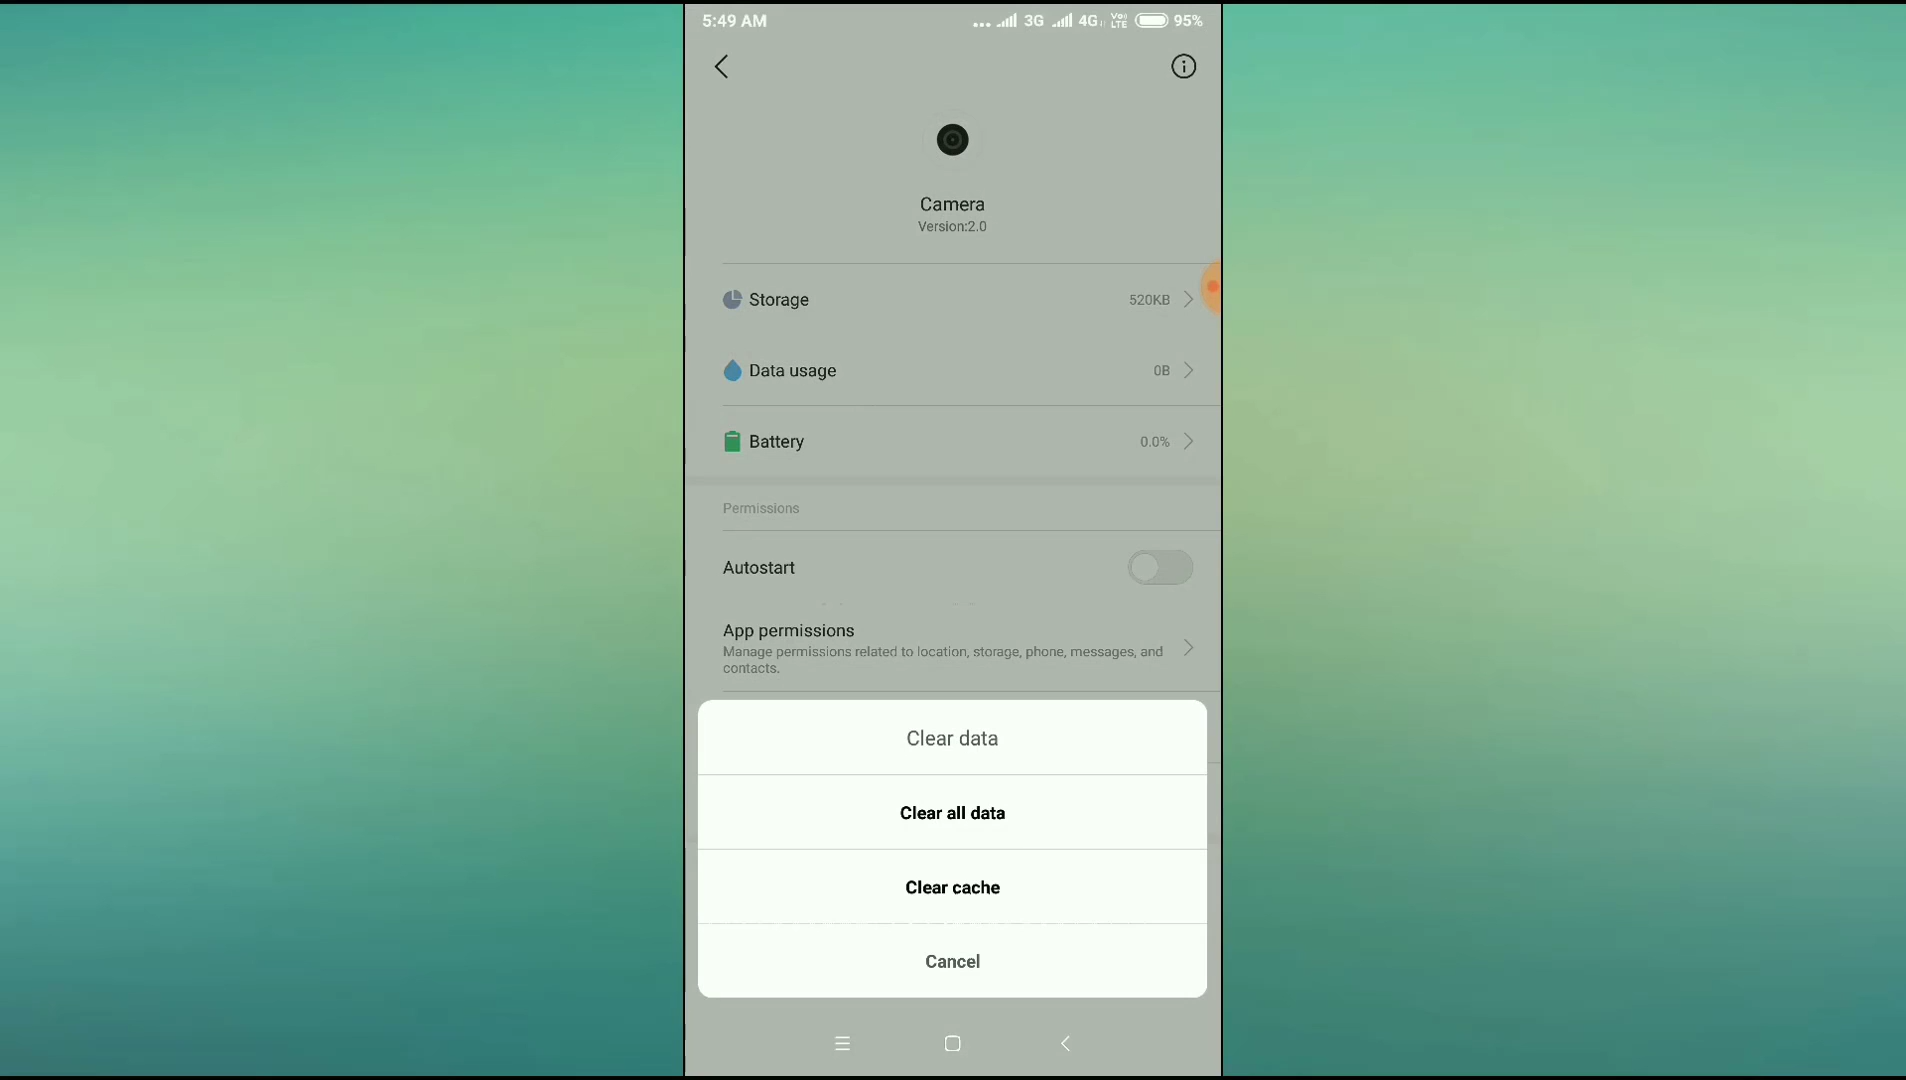 5:49 AM
3G 4G Vo) LTE 95%
Camera
Version:2.0
Storage
520KB
Data usage
0B
Battery
0.0%
Permissions
Autostart
App permissions
Manage permissions related to location, storage, phone, messages, and
contacts.
Clear data
Clear all data
Clear cache
Cancel